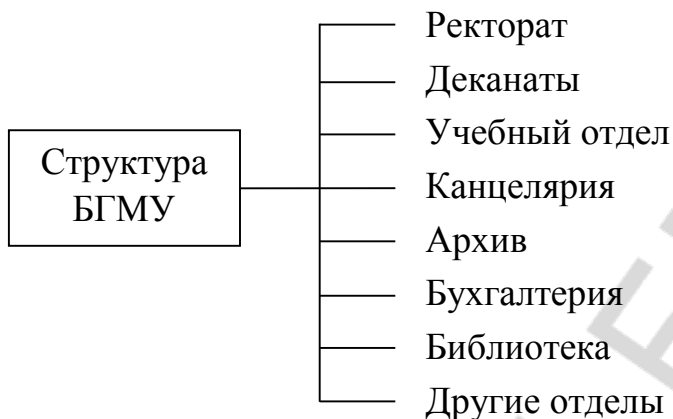 Ректорат
Деканаты
Учебный отдел
Структура
БГМУ
Канцелярия
Архив
Бухгалтерия
Библиотека
Другие отделы